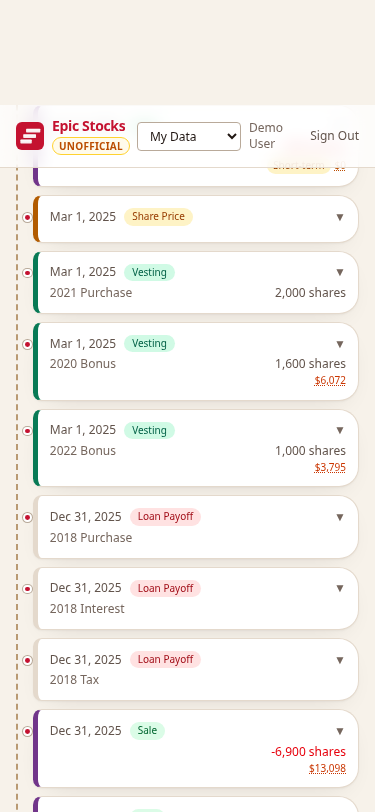 Epic Stocks
UNOFFICIAL
My Data
Demo
User
Sign Out
Mar 1, 2025 Share Price
Mar 1, 2025 Vesting
2021 Purchase 2,000 shares
Mar 1, 2025 Vesting
2020 Bonus 1,600 shares
$6,072
Mar 1, 2025 Vesting
2022 Bonus 1,000 shares
$3,795
Dec 31, 2025 Loan Payoff
2018 Purchase
Dec 31, 2025 Loan Payoff
2018 Interest
Dec 31, 2025 Loan Payoff
2018 Tax
Dec 31, 2025 Sale
-6,900 shares
$13,098